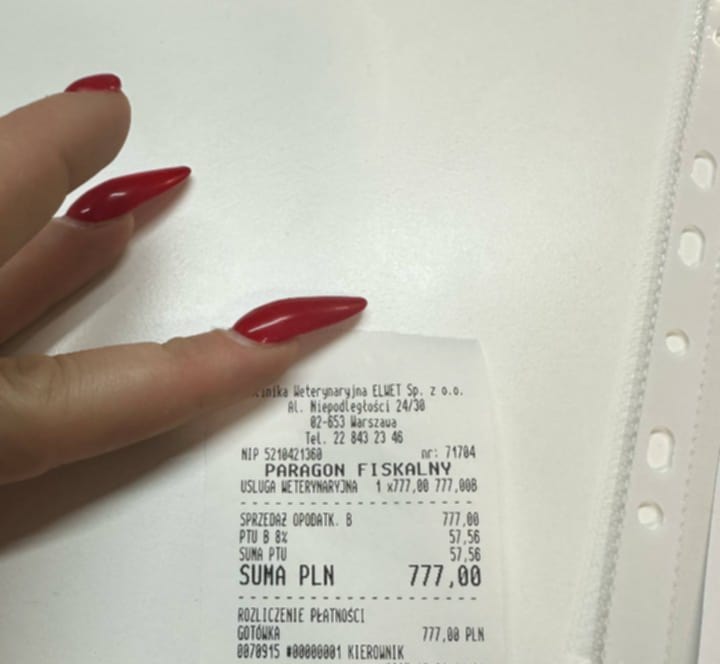 Weterynaryjna ELWET Sp. z o.o.
Al. Niepodległości 24/30
02-653 Warszawa
Tel. 22 843 23 46
NIP 5210421360 nr: 71704
PARAGON FISKALNY
USŁUGA WETERYNARYJNA 1 x777,00 777,00B
SPRZEDAŻ OPODATK. B 777,00
PTU B 8% 57,56
SUMA PTU 57,56
SUMA PLN 777,00
ROZLICZENIE PŁATNOŚCI
GOTÓWKA 777,00 PLN
0070915 #00000001 KIEROWNIK